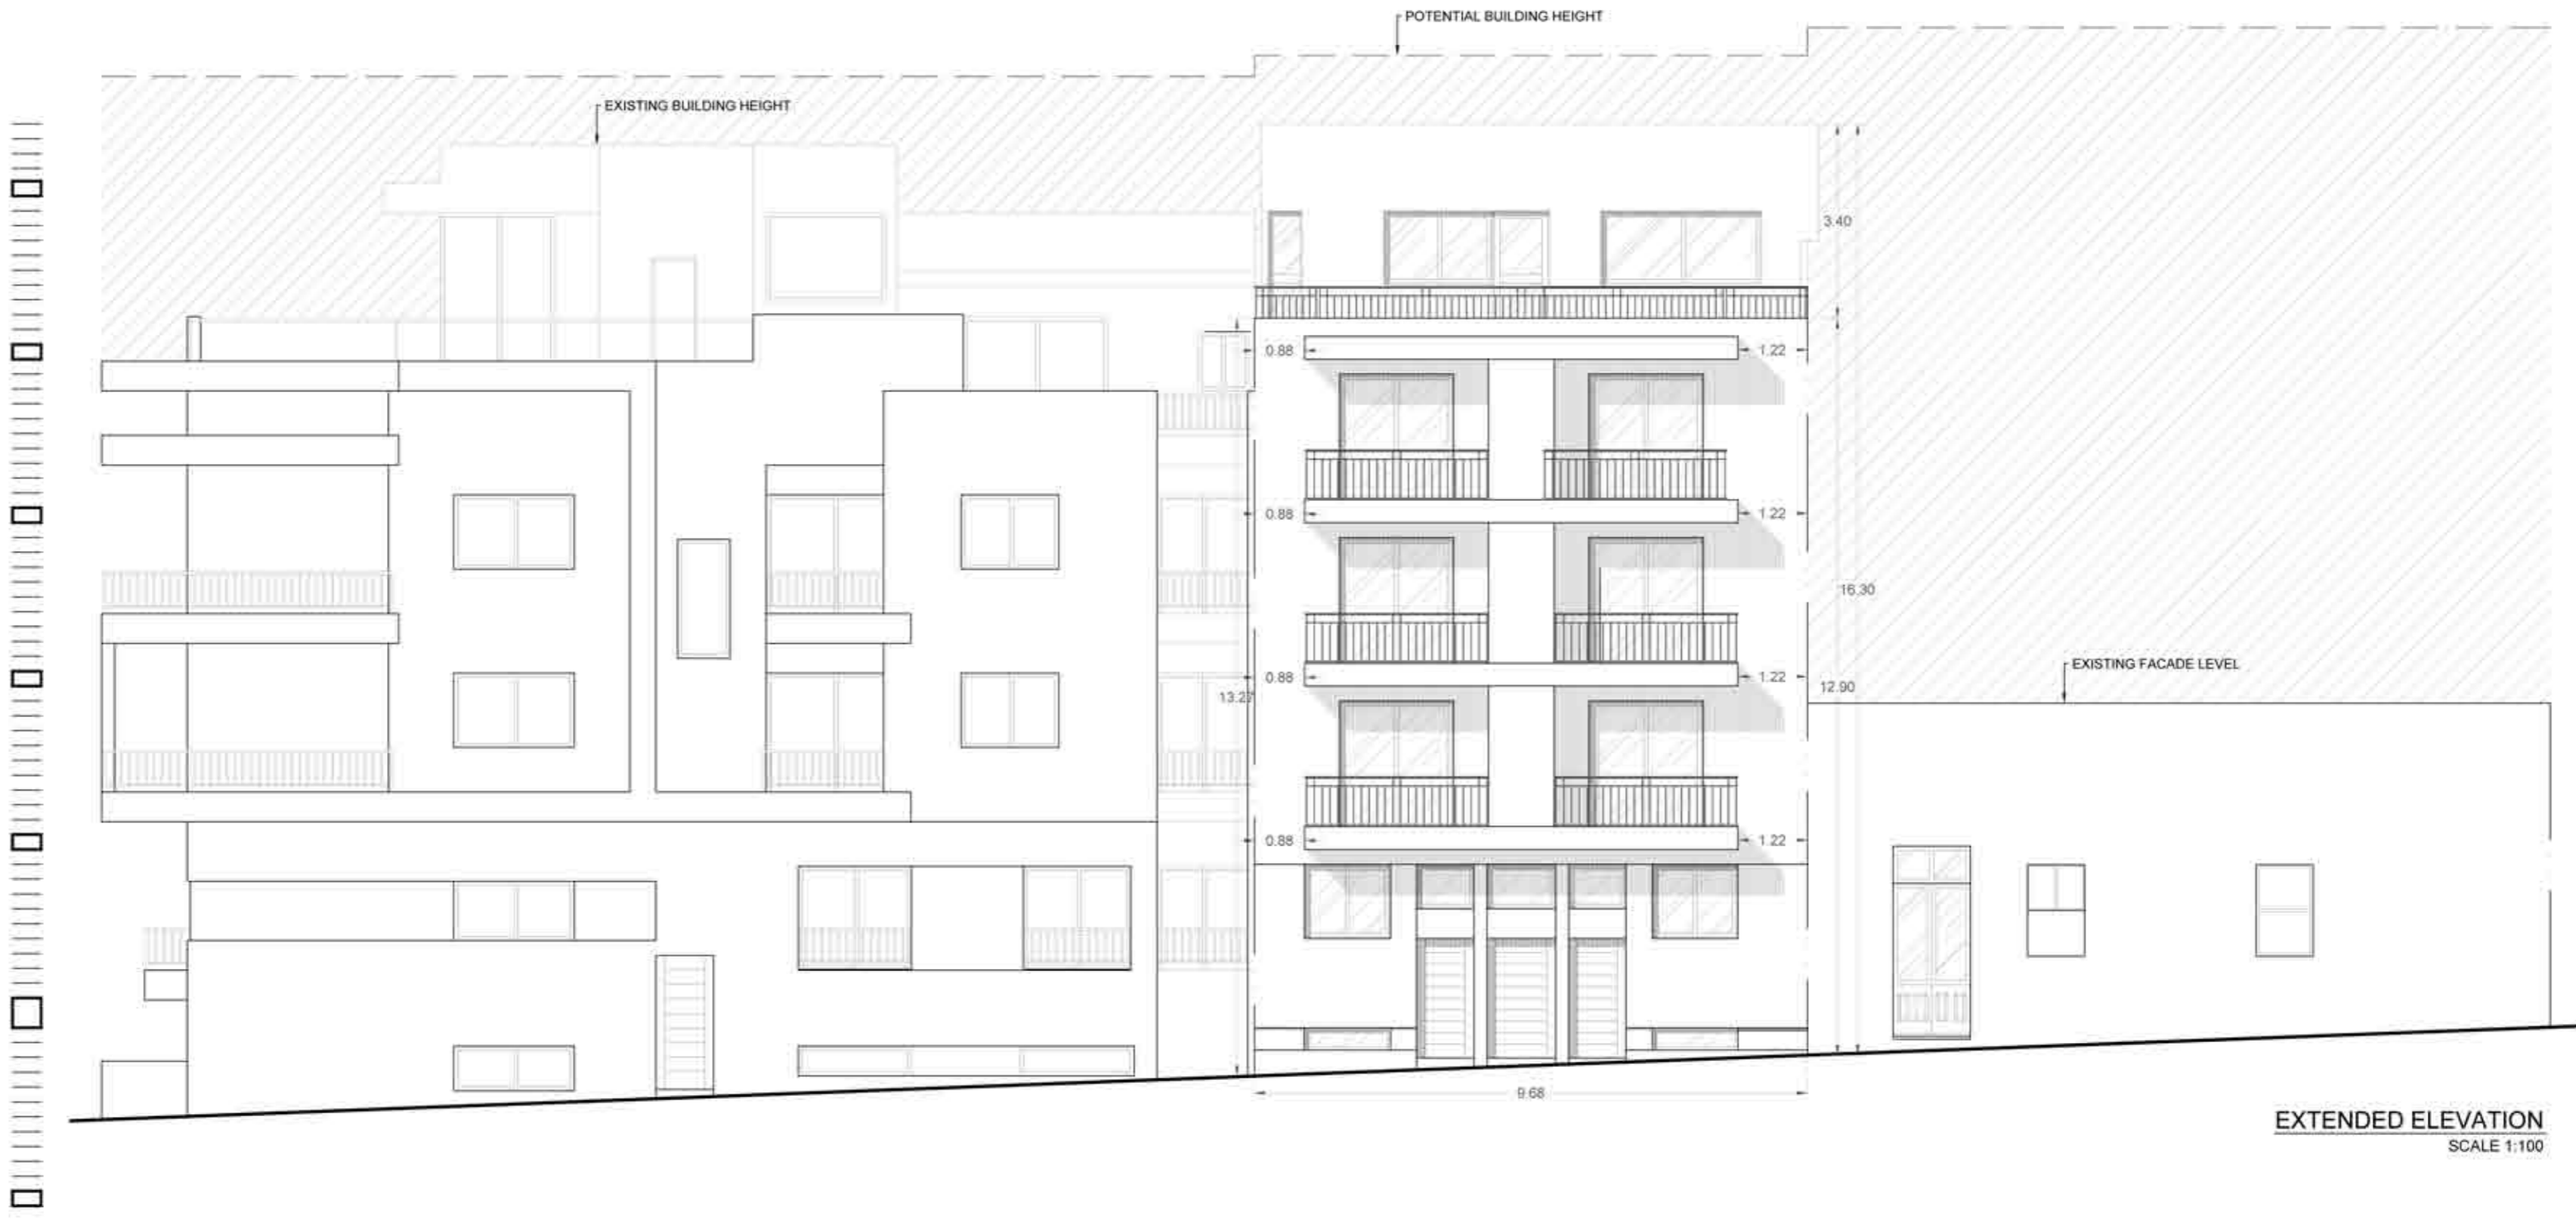 POTENTIAL BUILDING HEIGHT
EXISTING BUILDING HEIGHT
3.40
0.88
1.22
0.88
1.22
16.30
EXISTING FACADE LEVEL
0.88
1.22
12.90
13.27
0.88
1.22
9.68
EXTENDED ELEVATION
SCALE 1:100